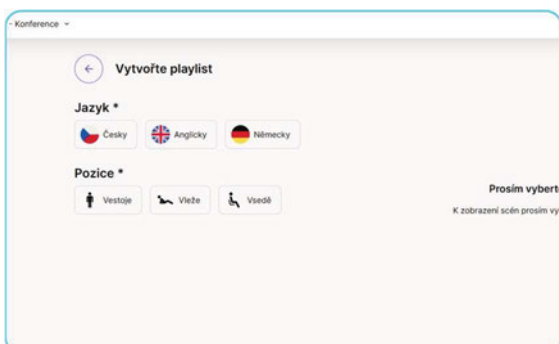 - Konference
Vytvořte playlist
Jazyk *
Česky Anglicky Německy
Pozice *
Vestoje Vleže Vsedě
Prosím vyberte
K zobrazení scén prosím vy